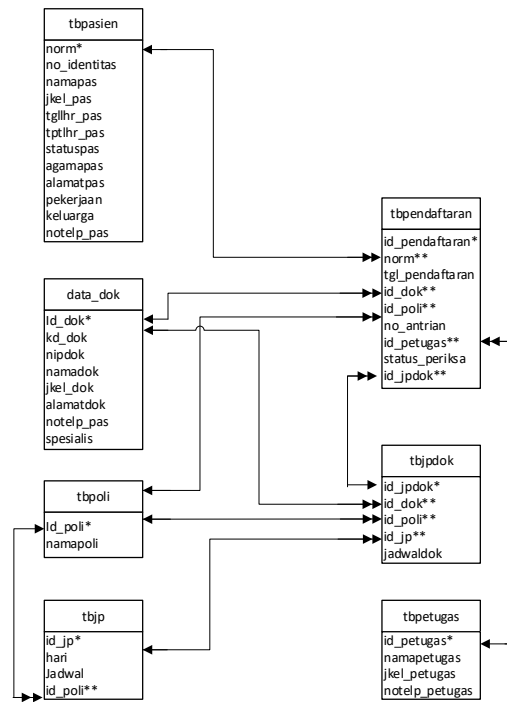 tbpasien
norm*
no_identitas
namapas
jkel_pas
tgllhr_pas
tptlhr_pas
statuspas
agamapas
alamatpas
pekerjaan
keluarga
notelp_pas
data_dok
Id_dok*
kd_dok
nipdok
namadok
jkel_dok
alamatdok
notelp_pas
spesialis
tbpoli
Id_poli*
namapoli
tbjp
id_jp*
hari
Jadwal
id_poli**
tbpendaftaran
id_pendaftaran*
norm**
tgl_pendaftaran
id_dok**
id_poli**
no_antrian
id_petugas**
status_periksa
id_jpdok**
tbjpdok
id_jpdok*
id_dok**
id_poli**
id_jp**
jadwaldok
tbpetugas
id_petugas*
namapetugas
jkel_petugas
notelp_petugas